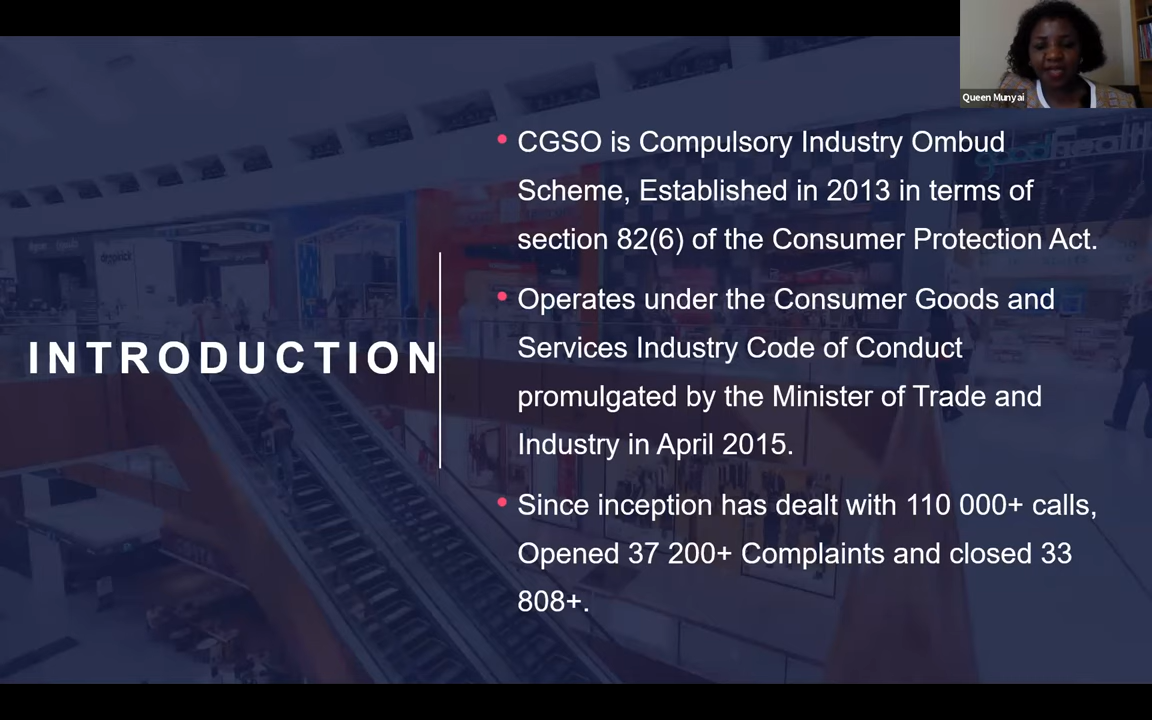 Queen Munyai
CGSO is Compulsory Industry Ombud
Scheme, Established in 2013 in terms of
section 82(6) of the Consumer Protection Act.
Operates under the Consumer Goods and
Services Industry Code of Conduct
promulgated by the Minister of Trade and
Industry in April 2015.
INTRODUCTION
Since inception has dealt with 110 000+ calls,
Opened 37 200+ Complaints and closed 33
808+.
goodhealth